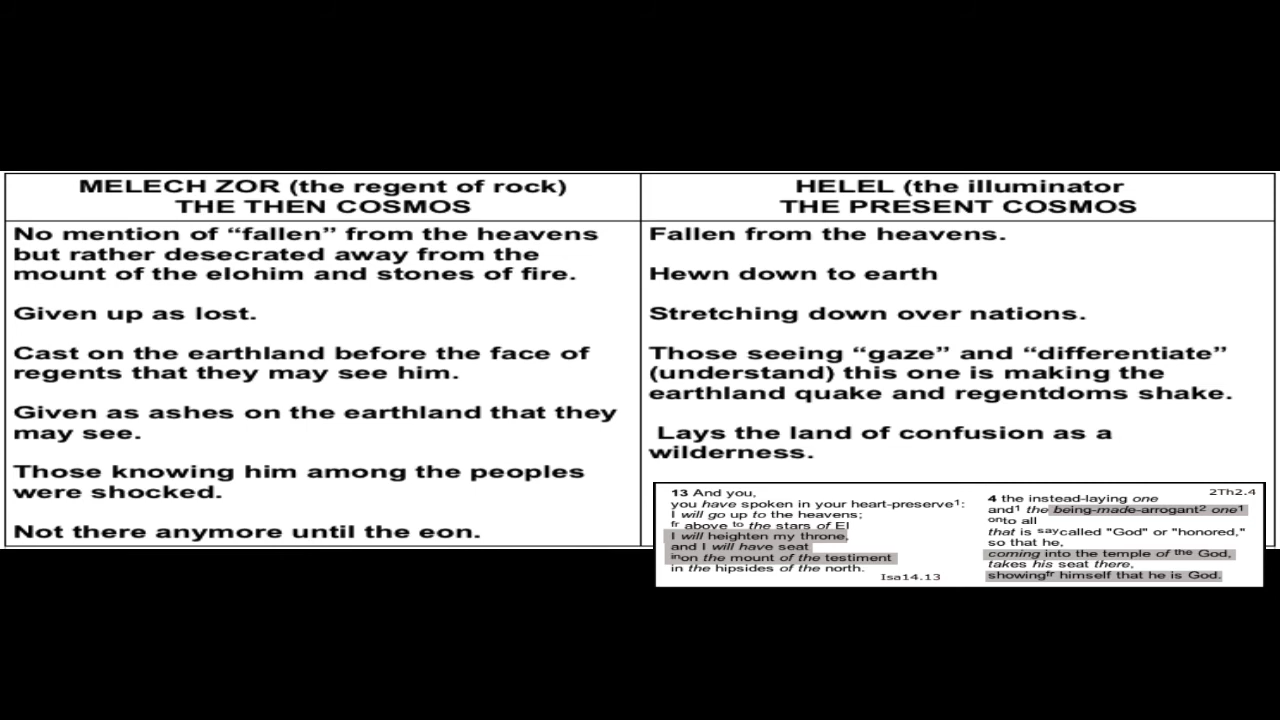 MELECH ZOR (the regent of rock)
THE THEN COSMOS
No mention of “fallen” from the heavens
but rather desecrated away from the
mount of the elohim and stones of fire.
Given up as lost.
Cast on the earthland before the face of
regents that they may see him.
Given as ashes on the earthland that they
may see.
Those knowing him among the peoples
were shocked.
Not there anymore until the eon.
HELEL (the illuminator
THE PRESENT COSMOS
Fallen from the heavens.
Hewn down to earth
Stretching down over nations.
Those seeing “gaze” and “differentiate”
(understand) this one is making the
earthland quake and regentdoms shake.
Lays the land of confusion as a
wilderness.
13 And you,
you have spoken in your heart-preserve¹:
I will go up to the heavens;
fr above to the stars of El
I will heighten my throne,
and I will have seat
in on the mount of the testiment
in the hipsides of the north.
Isa14.13
2Th2.4
4 the instead-laying one
and¹ the being-made-arrogant² one¹
on to all
that is say called "God" or "honored,"
so that he,
coming into the temple of the God,
takes his seat there,
showing fr himself that he is God.